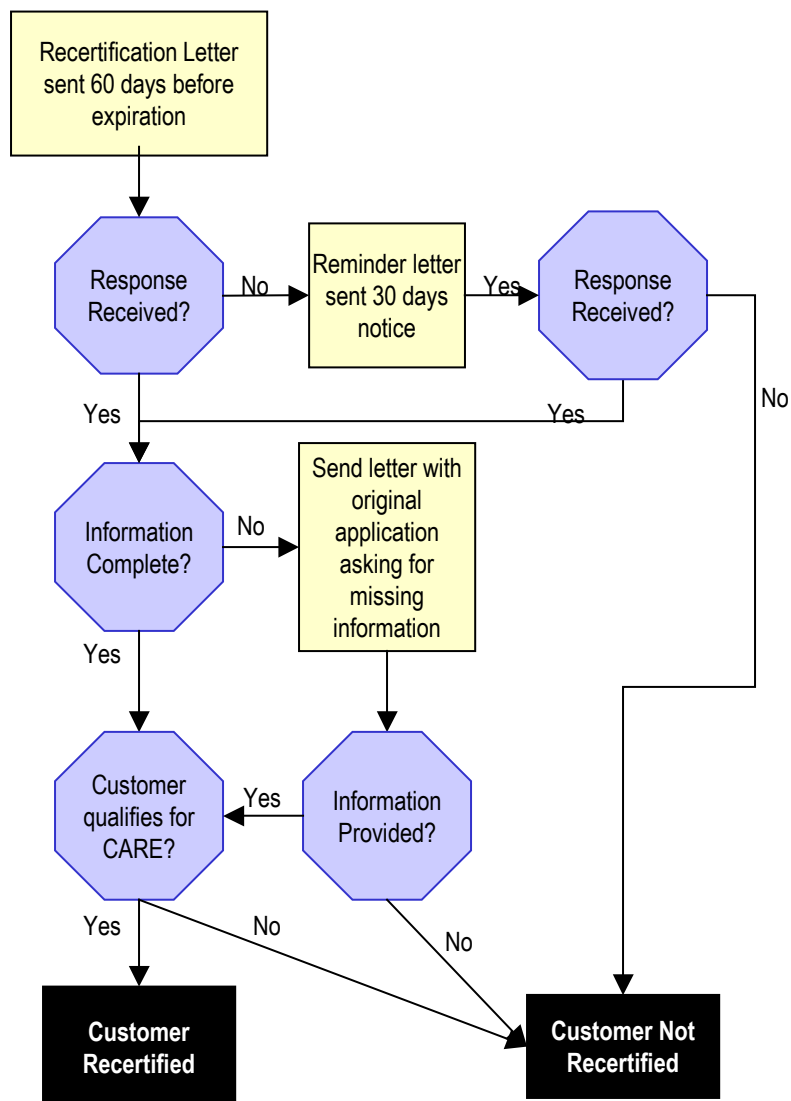 Recertification Letter
sent 60 days before
expiration
Response
Received?
No
Reminder letter
sent 30 days
notice
Yes
Response
Received?
No
Yes
Yes
Information
Complete?
No
Send letter with
original
application
asking for
missing
information
Yes
Customer
qualifies for
CARE?
Yes
Information
Provided?
Yes
No
No
Customer
Recertified
Customer Not
Recertified